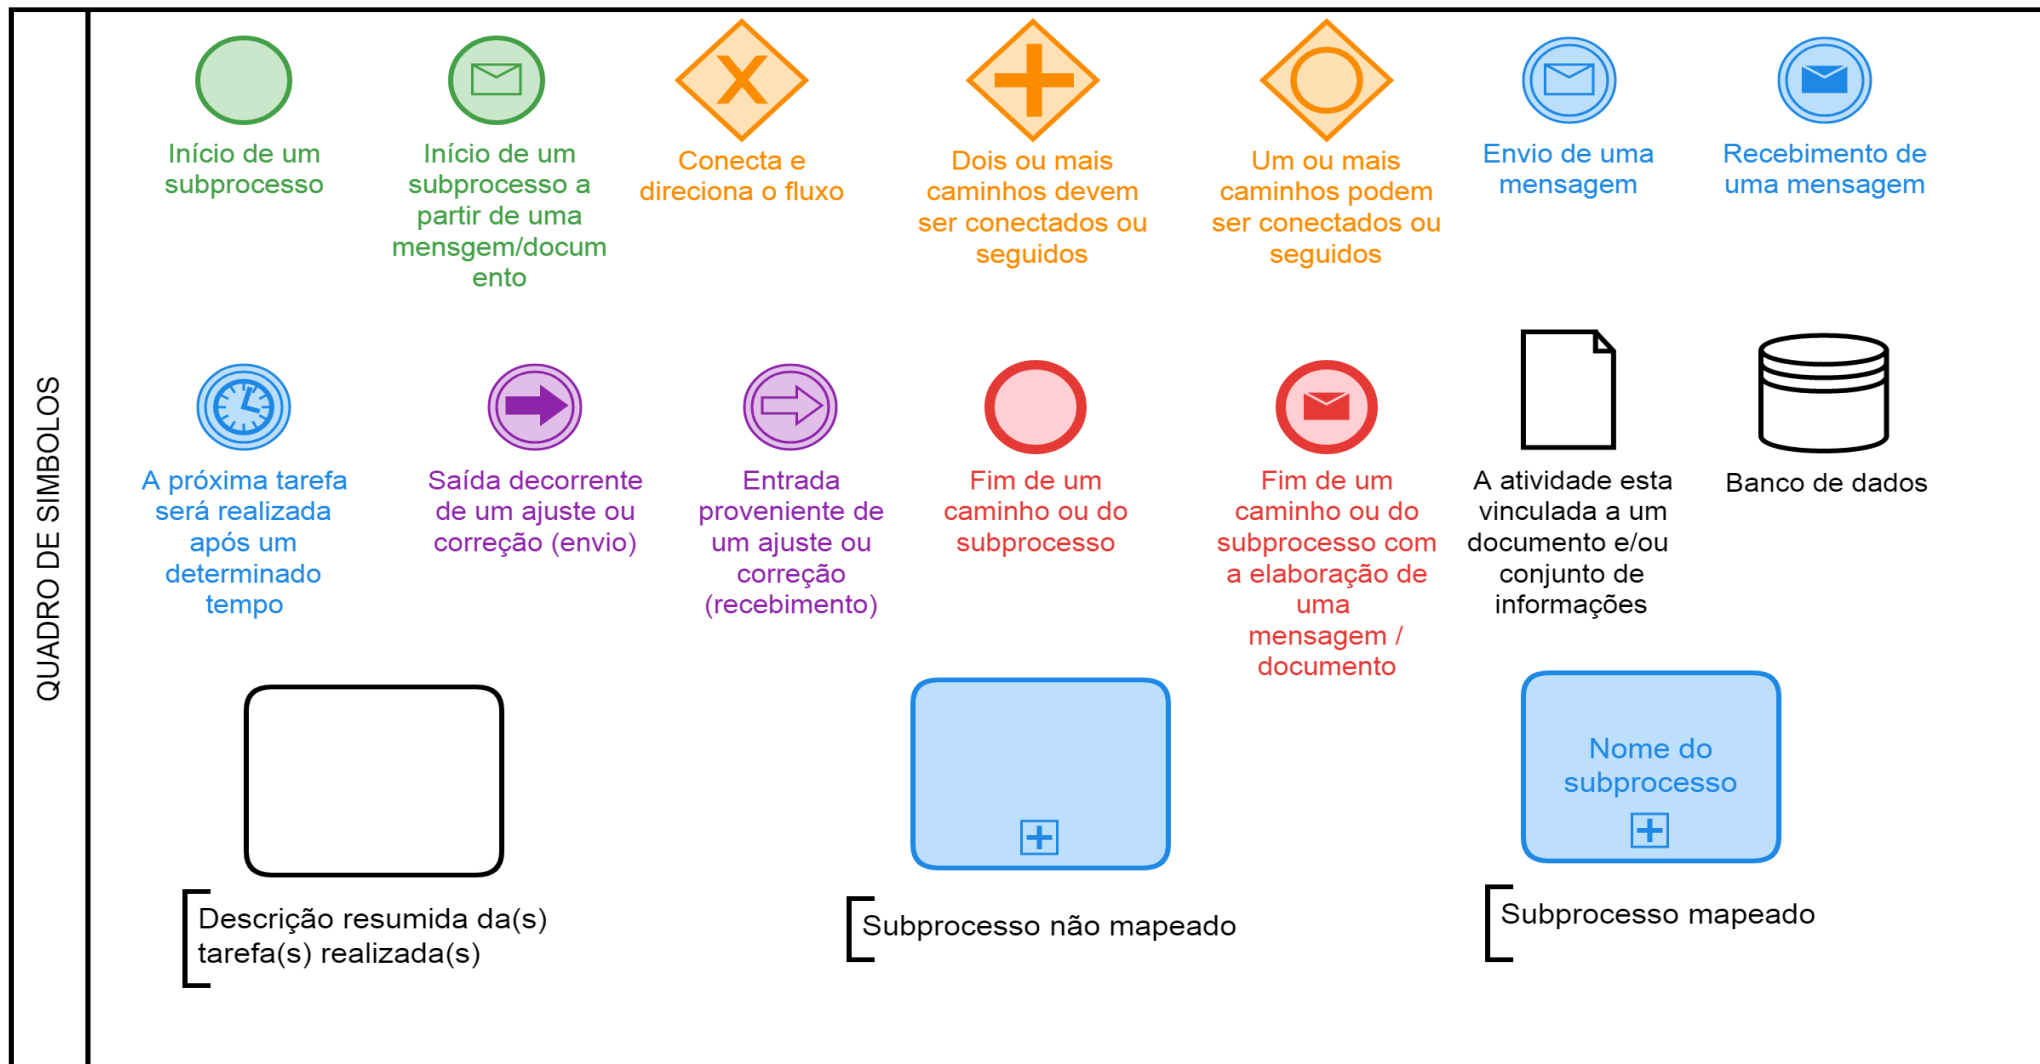 QUADRO DE SIMBOLOS
Início de um
subprocesso
Início de um
subprocesso a
partir de uma
mensgem/docum
ento
Conecta e
direciona o fluxo
Dois ou mais
caminhos devem
ser conectados ou
seguidos
Um ou mais
caminhos podem
ser conectados ou
seguidos
Envio de uma
mensagem
Recebimento de
uma mensagem
A próxima tarefa
será realizada
após um
determinado
tempo
Saída decorrente
de um ajuste ou
correção (envio)
Entrada
proveniente de
um ajuste ou
correção
(recebimento)
Fim de um
caminho ou do
subprocesso
Fim de um
caminho ou do
subprocesso com
a elaboração de
uma
mensagem /
documento
A atividade esta
vinculada a um
documento e/ou
conjunto de
informações
Banco de dados
Descrição resumida da(s)
tarefa(s) realizada(s)
Subprocesso não mapeado
Nome do
subprocesso
Subprocesso mapeado